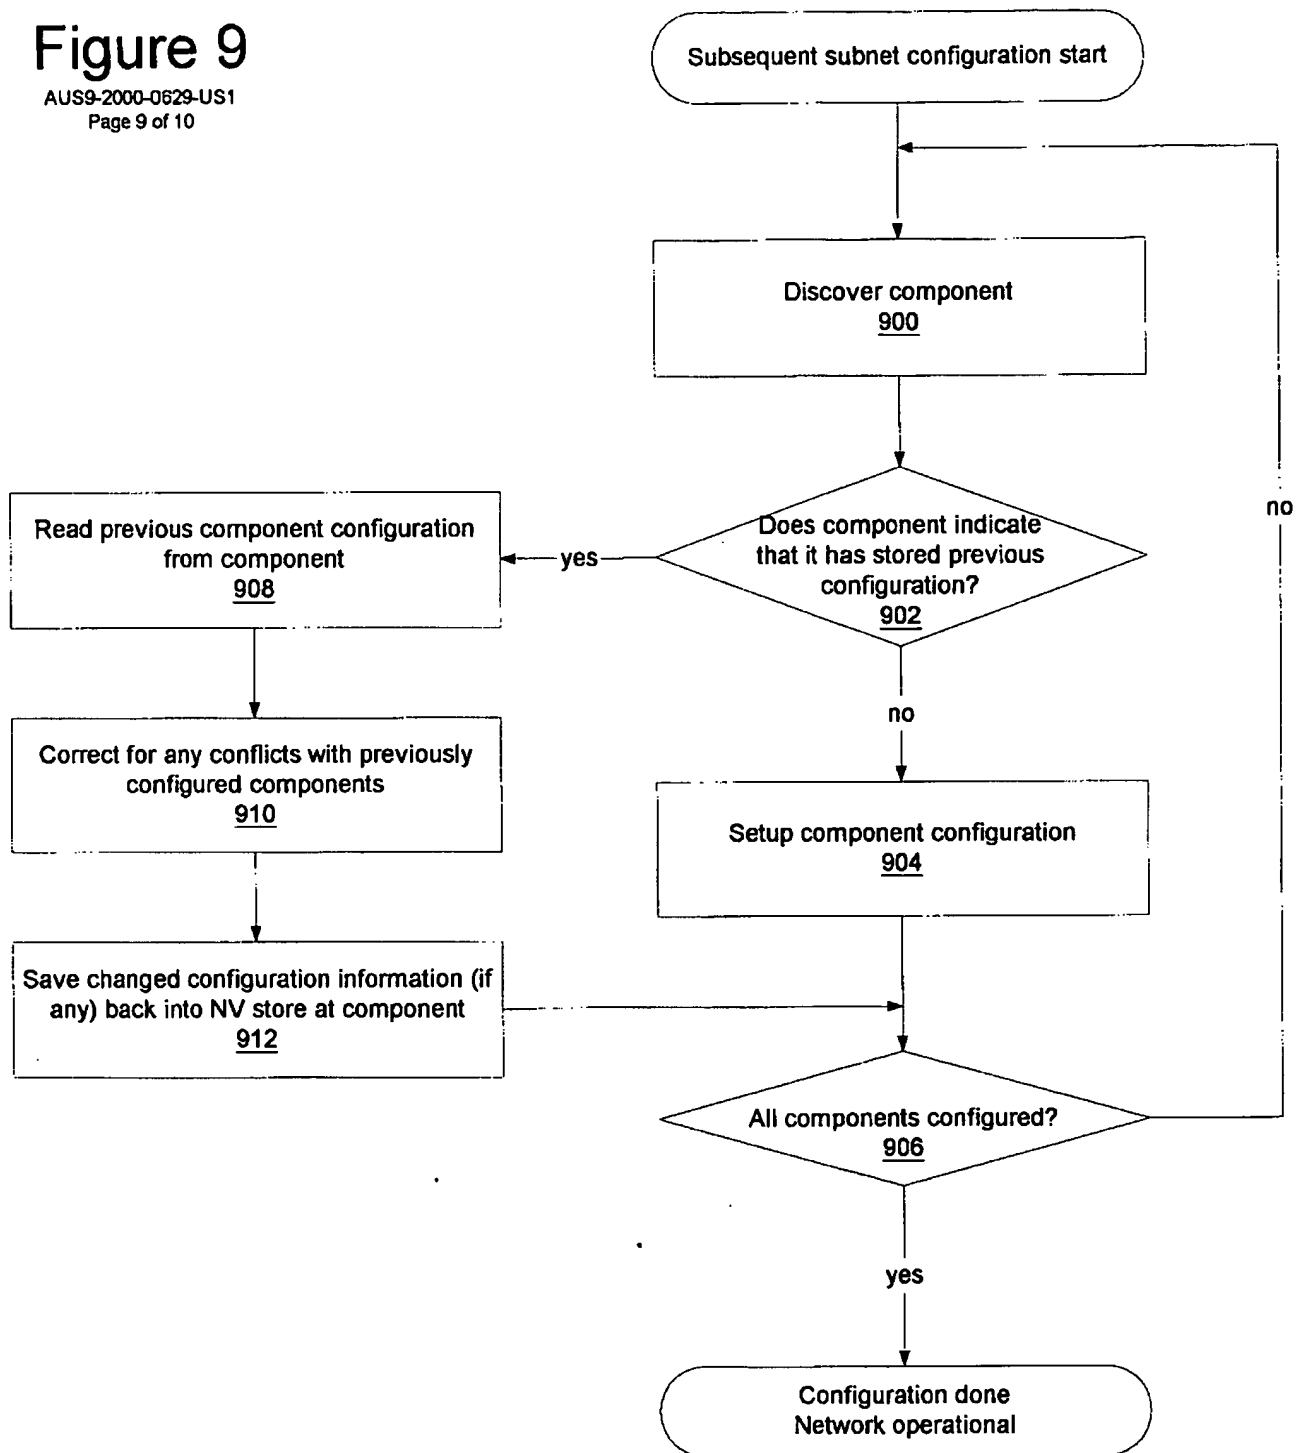 Figure 9
AUS9-2000-0629-US1
Page 9 of 10
Subsequent subnet configuration start
Discover component
900
Does component indicate
that it has stored previous
configuration?
902
yes
no
no
Read previous component configuration
from component
908
Correct for any conflicts with previously
configured components
910
Save changed configuration information (if
any) back into NV store at component
912
Setup component configuration
904
All components configured?
906
yes
Configuration done
Network operational